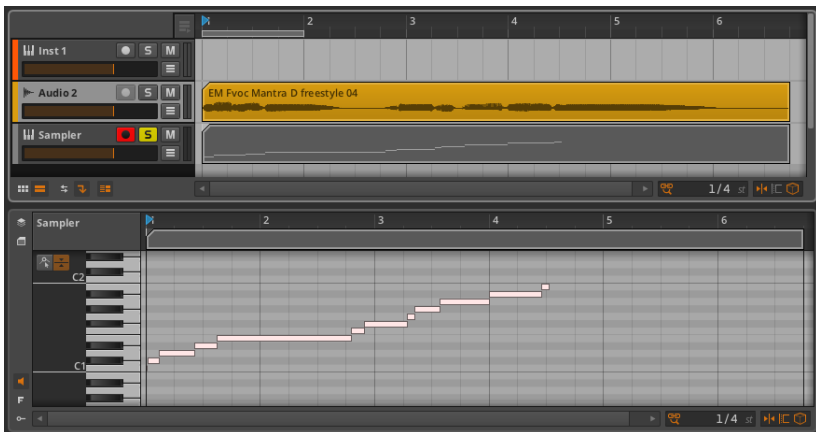 2 3 4 5 6
Inst 1 S M
Audio 2 S M
EM Fvoc Mantra D freestyle 04
Sampler S M
1/4 st
Sampler 2 3 4 5 6
C2
C1
F
1/4 st